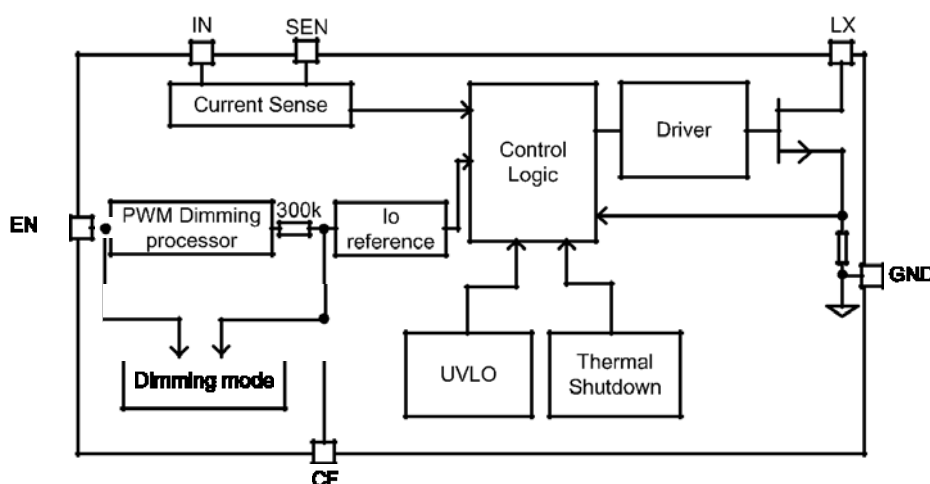 IN
SEN
LX
Current Sense
Control
Logic
Driver
EN
PWM Dimming
processor
300k
Io
reference
GND
Dimming mode
UVLO
Thermal
Shutdown
CF